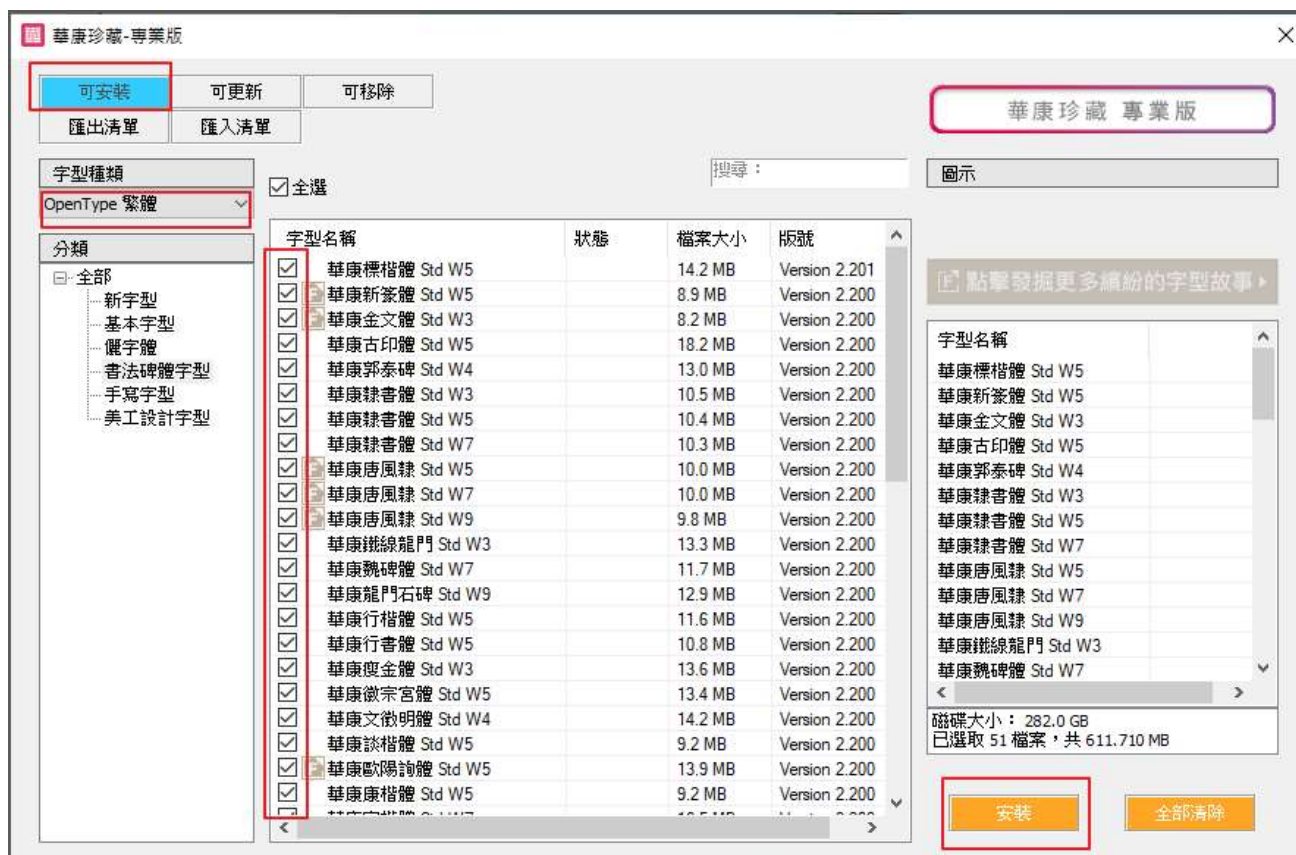 華康珍藏-專業版
可安裝 可更新 可移除
匯出清單 匯入清單
華康珍藏 專業版
字型種類
OpenType 繁體
分類
全部
新字型
基本字型
儷字體
書法碑體字型
手寫字型
美工設計字型
全選
搜尋：
字型名稱 狀態 檔案大小 版號
華康標楷體 Std W5 14.2 MB Version 2.201
華康新篆體 Std W5 8.9 MB Version 2.200
華康金文體 Std W3 8.2 MB Version 2.200
華康古印體 Std W5 18.2 MB Version 2.200
華康郭泰碑 Std W4 13.0 MB Version 2.200
華康隸書體 Std W3 10.5 MB Version 2.200
華康隸書體 Std W5 10.4 MB Version 2.200
華康隸書體 Std W7 10.3 MB Version 2.200
華康唐風隸 Std W5 10.0 MB Version 2.200
華康唐風隸 Std W7 10.0 MB Version 2.200
華康唐風隸 Std W9 9.8 MB Version 2.200
華康鐵線龍門 Std W3 13.3 MB Version 2.200
華康魏碑體 Std W7 11.7 MB Version 2.200
華康龍門石碑 Std W9 12.9 MB Version 2.200
華康行楷體 Std W5 11.6 MB Version 2.200
華康行書體 Std W5 10.8 MB Version 2.200
華康瘦金體 Std W3 13.6 MB Version 2.200
華康徽宗宮體 Std W5 13.4 MB Version 2.200
華康文徵明體 Std W4 14.2 MB Version 2.200
華康談楷體 Std W5 9.2 MB Version 2.200
華康歐陽詢體 Std W5 13.9 MB Version 2.200
華康康楷體 Std W5 9.2 MB Version 2.200
圖示
點擊發掘更多繽紛的字型故事
字型名稱
華康標楷體 Std W5
華康新篆體 Std W5
華康金文體 Std W3
華康古印體 Std W5
華康郭泰碑 Std W4
華康隸書體 Std W3
華康隸書體 Std W5
華康隸書體 Std W7
華康唐風隸 Std W5
華康唐風隸 Std W7
華康唐風隸 Std W9
華康鐵線龍門 Std W3
華康魏碑體 Std W7
磁碟大小： 282.0 GB
已選取 51 檔案，共 611.710 MB
安裝 全部清除